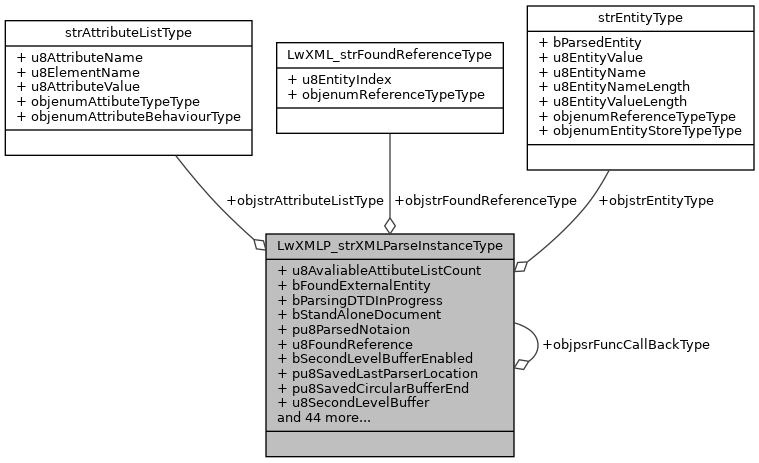 strAttributeListType
+ u8AttributeName
+ u8ElementName
+ u8AttributeValue
+ objenumAttibuteTypeType
+ objenumAttributeBehaviourType
LwXML_strFoundReferenceType
+ u8EntityIndex
+ objenumReferenceTypeType
strEntityType
+ bParsedEntity
+ u8EntityValue
+ u8EntityName
+ u8EntityNameLength
+ u8EntityValueLength
+ objenumReferenceTypeType
+ objenumEntityStoreTypeType
+objstrAttributeListType
+objstrFoundReferenceType
+objstrEntityType
LwXMLP_strXMLParseInstanceType
+ u8AvaliableAttibuteListCount
+ bFoundExternalEntity
+ bParsingDTDInProgress
+ bStandAloneDocument
+ pu8ParsedNotaion
+ u8FoundReference
+ bSecondLevelBufferEnabled
+ pu8SavedLastParserLocation
+ pu8SavedCircularBufferEnd
+ u8SecondLevelBuffer
and 44 more...
+objpsrFuncCallBackType